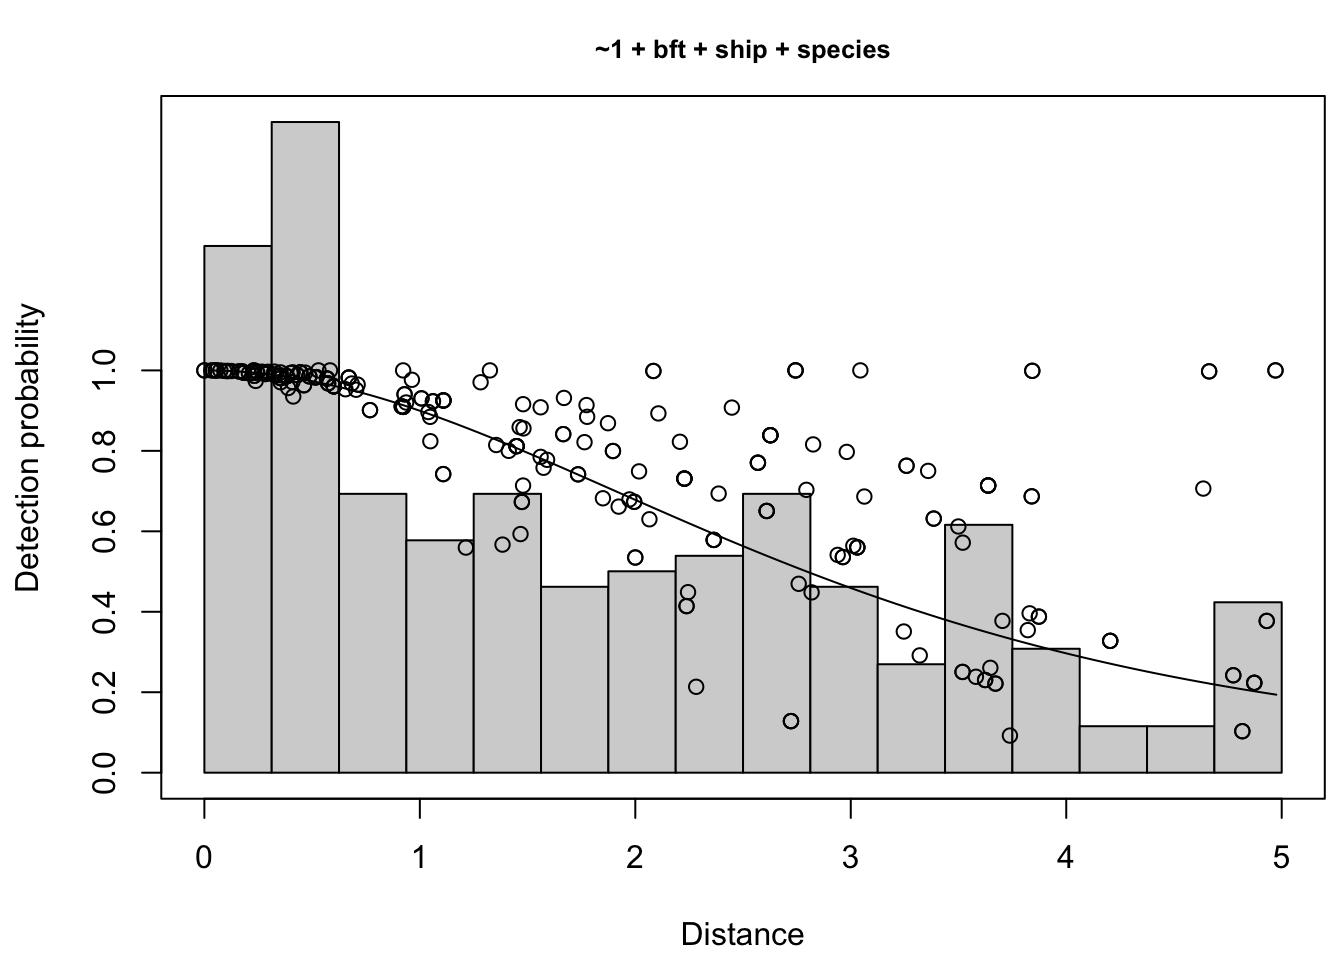 ~1 + bft + ship + species
Detection probability
1.0
0.8
0.6
0.4
0.2
0.0
0 1 2 3 4 5
Distance